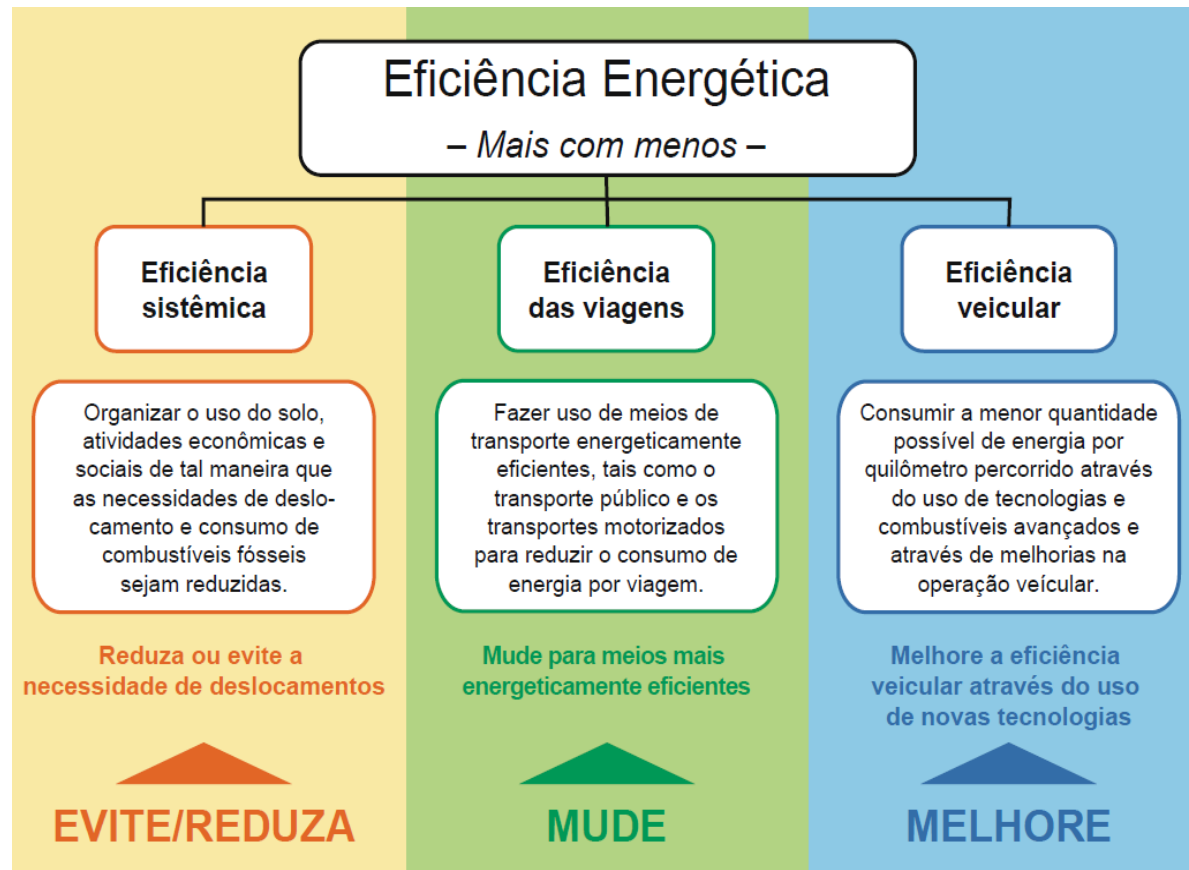 Eficiência Energética
– Mais com menos –
Eficiência
sistêmica
Organizar o uso do solo,
atividades econômicas e
sociais de tal maneira que
as necessidades de deslo-
camento e consumo de
combustíveis fósseis
sejam reduzidas.
Reduza ou evite a
necessidade de deslocamentos
EVITE/REDUZA
Eficiência
das viagens
Fazer uso de meios de
transporte energeticamente
eficientes, tais como o
transporte público e os
transportes motorizados
para reduzir o consumo de
energia por viagem.
Mude para meios mais
energeticamente eficientes
MUDE
Eficiência
veicular
Consumir a menor quantidade
possível de energia por
quilômetro percorrido através
do uso de tecnologias e
combustíveis avançados e
através de melhorias na
operação veícular.
Melhore a eficiência
veicular através do uso
de novas tecnologias
MELHORE